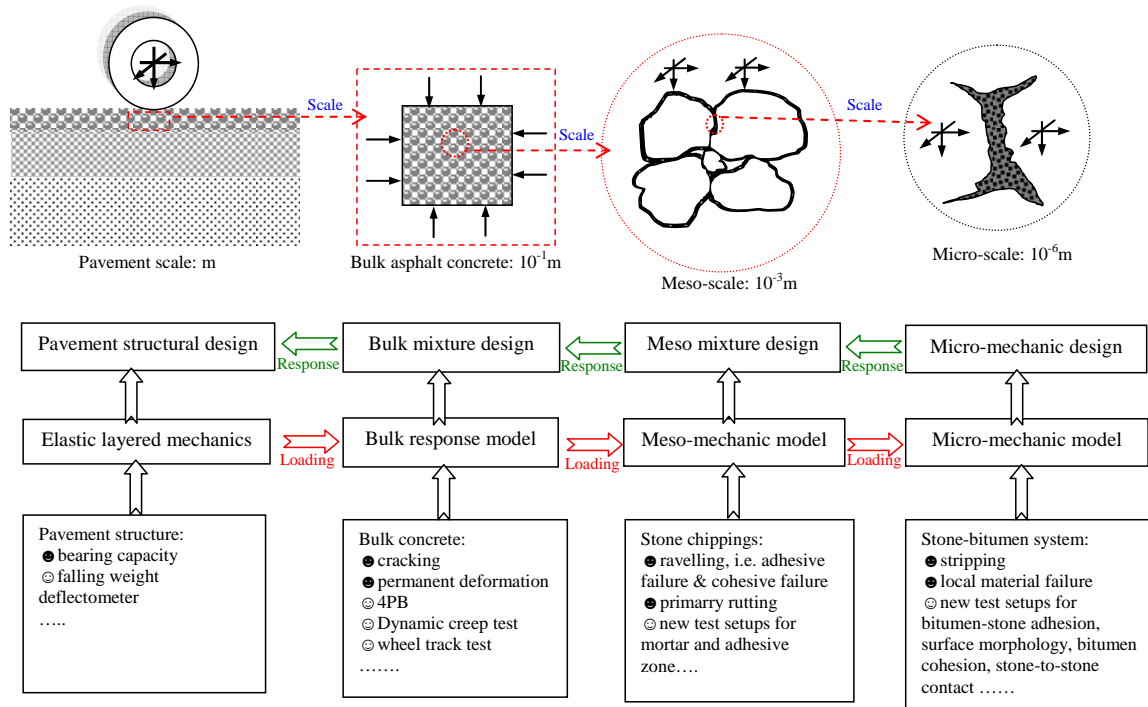 Scale
Scale
Scale
Pavement scale: m
Bulk asphalt concrete: 10⁻¹m
Meso-scale: 10⁻³m
Micro-scale: 10⁻⁶m
Pavement structural design
Response
Bulk mixture design
Response
Meso mixture design
Response
Micro-mechanic design
Elastic layered mechanics
Loading
Bulk response model
Loading
Meso-mechanic model
Loading
Micro-mechanic model
Pavement structure:
☻bearing capacity
☺falling weight
deflectometer
…..
Bulk concrete:
☻cracking
☻permanent deformation
☺4PB
☺Dynamic creep test
☺wheel track test
…….
Stone chippings:
☻ravelling, i.e. adhesive
failure & cohesive failure
☻primarry rutting
☺new test setups for
mortar and adhesive
zone….
Stone-bitumen system:
☻stripping
☻local material failure
☺new test setups for
bitumen-stone adhesion,
surface morphology, bitumen
cohesion, stone-to-stone
contact ……